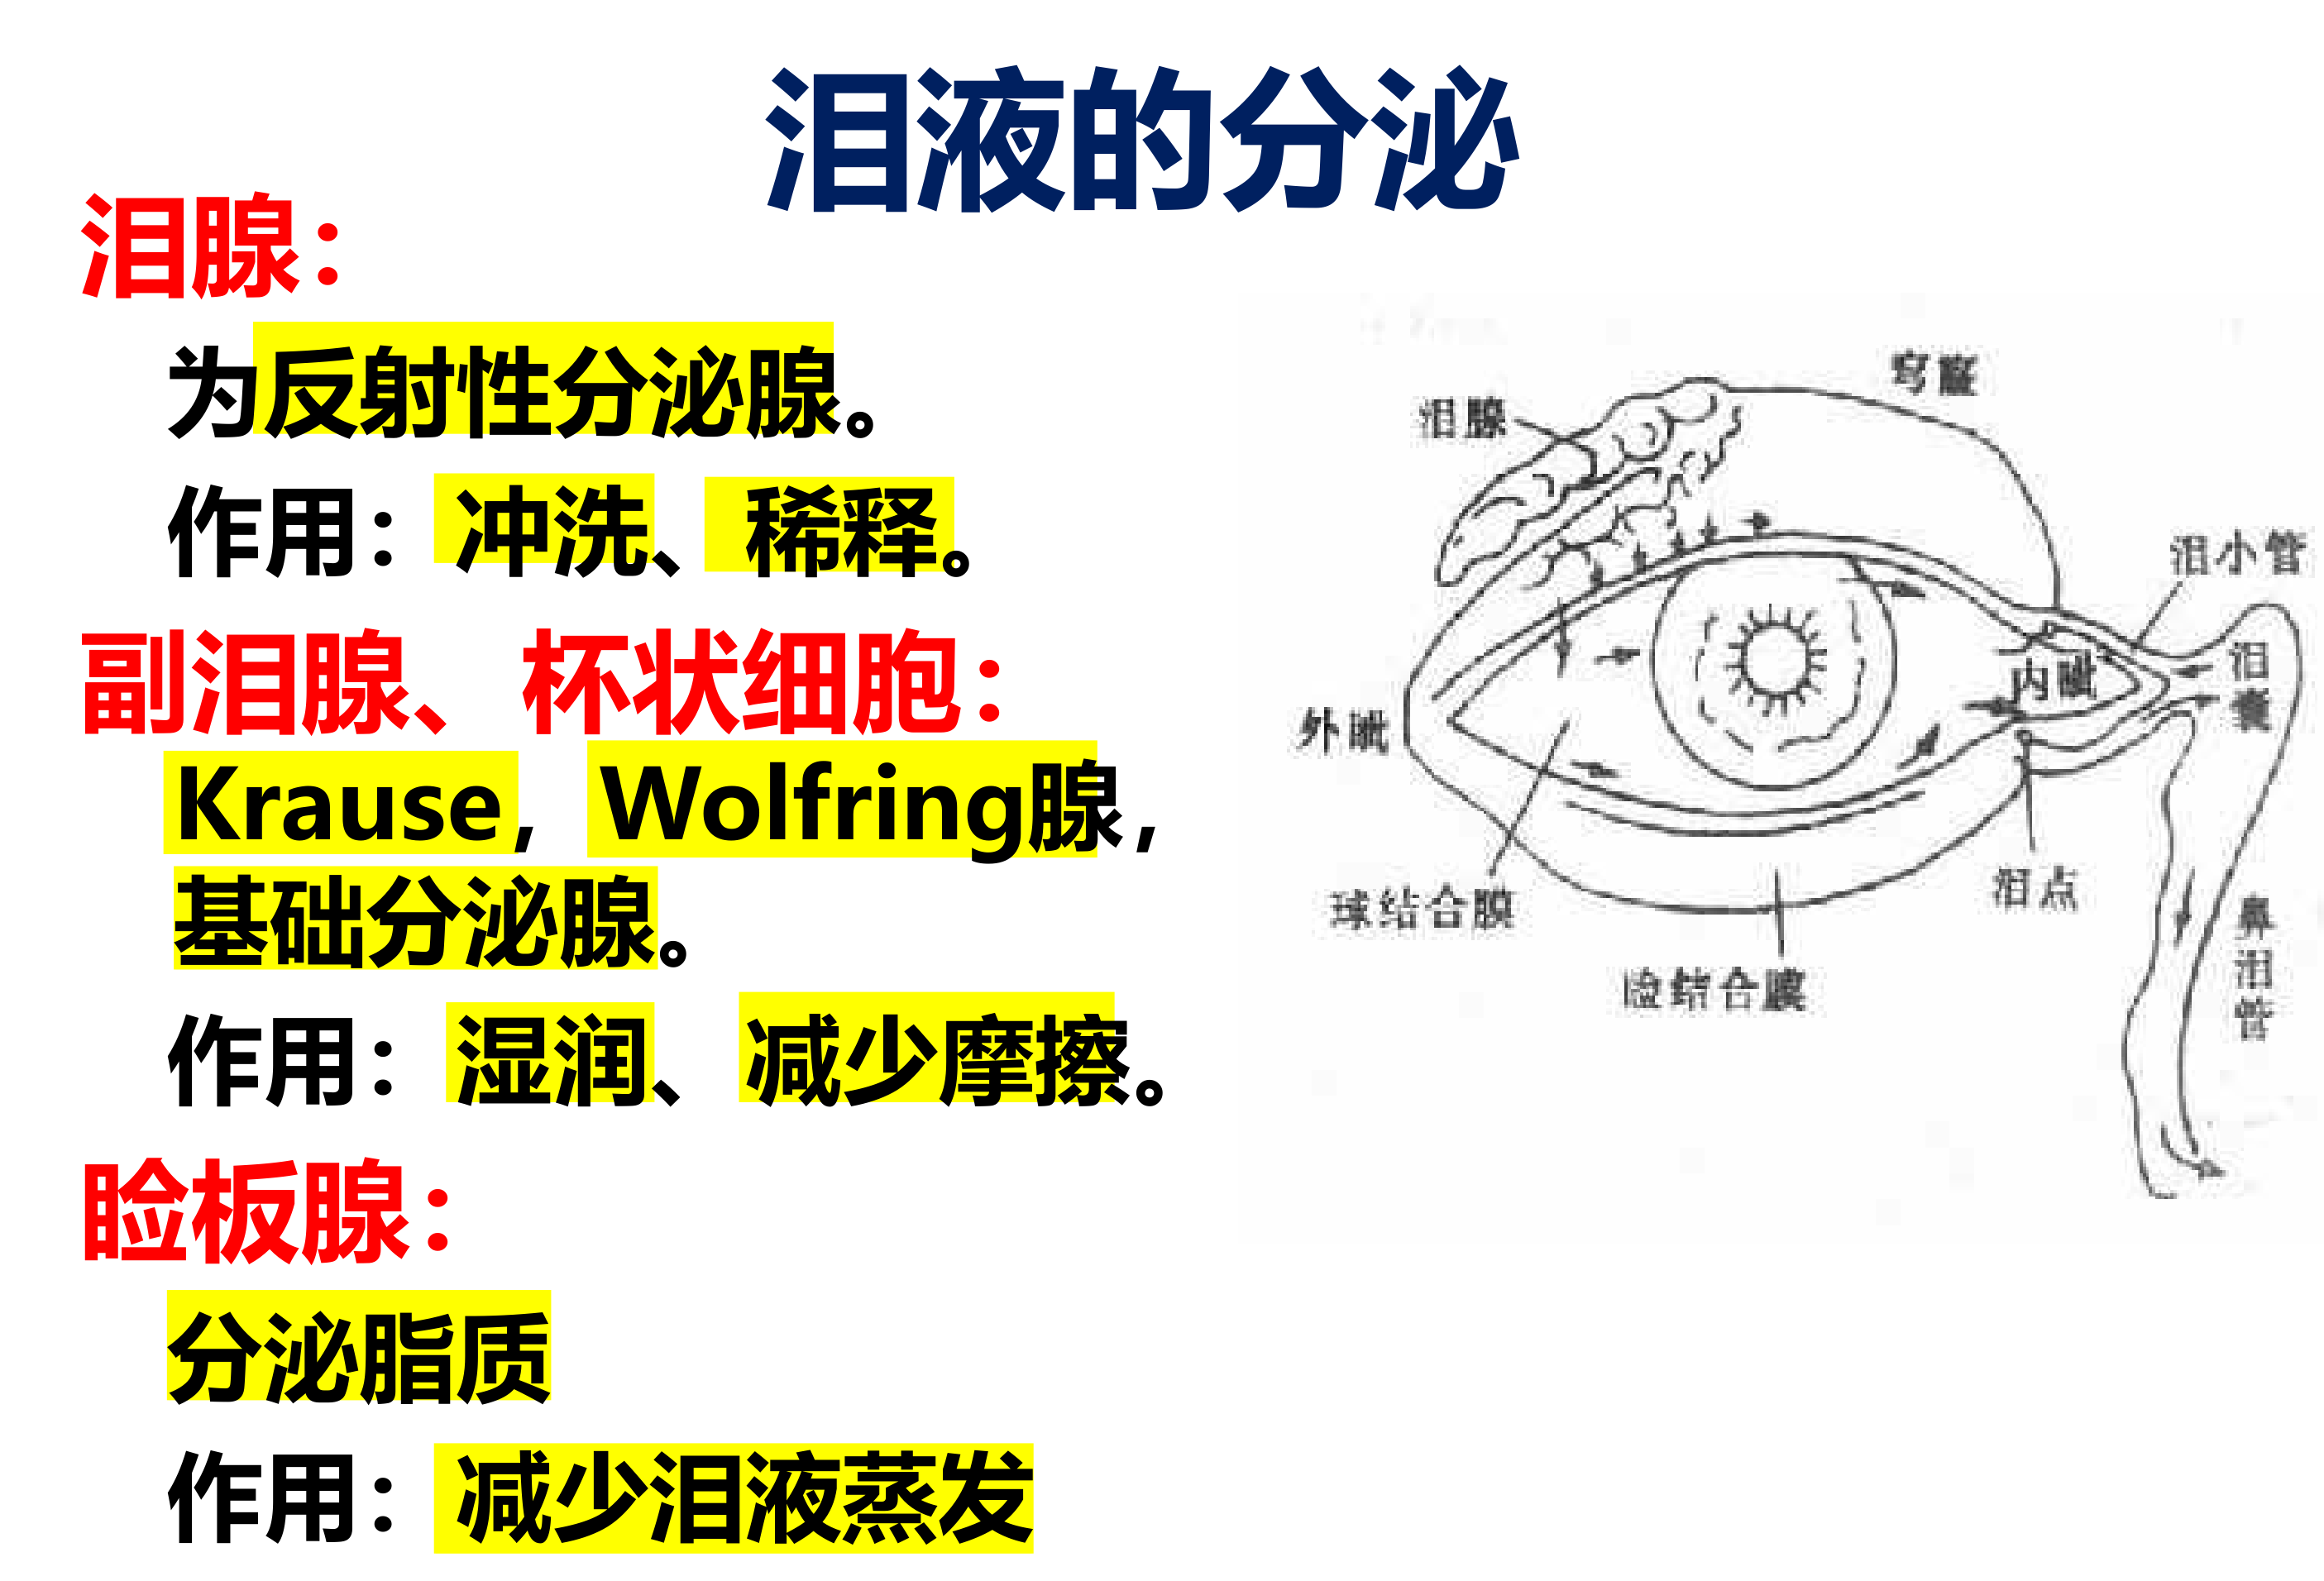 泪液的分泌
泪腺：
为反射性分泌腺。
作用： 冲洗、 稀释。
副泪腺、杯状细胞：
Krause， Wolfring腺，
基础分泌腺。
作用： 湿润、减少摩擦。
睑板腺：
分泌脂质
作用： 减少泪液蒸发
穹窿
泪腺
泪小管
泪囊
内眦
外眦
球结合膜
泪点
睑结合膜
鼻泪管